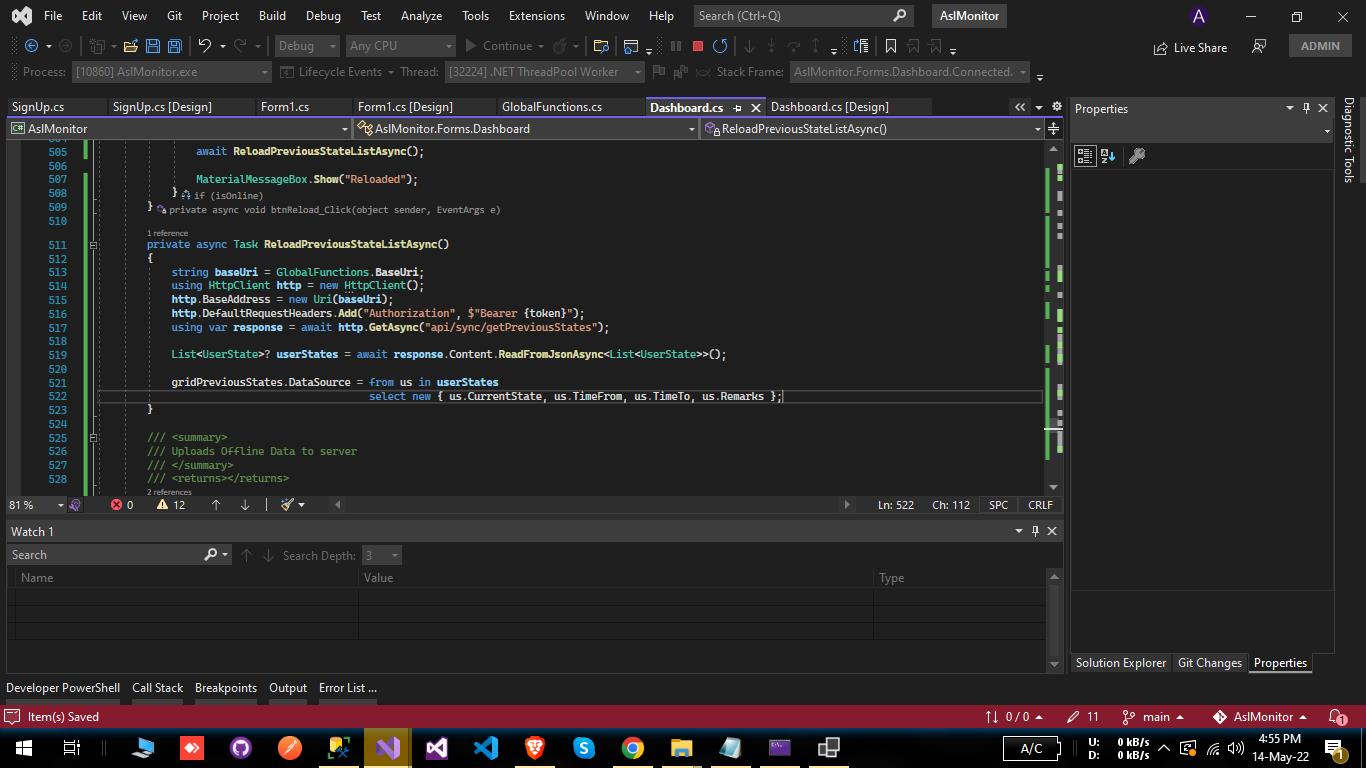 File Edit View Git Project Build Debug Test Analyze Tools Extensions Window Help Search (Ctrl+Q) AslMonitor A
Debug Any CPU Continue Live Share ADMIN
Process: [10860] AslMonitor.exe Lifecycle Events Thread: [32224] .NET ThreadPool Worker Stack Frame: AslMonitor.Forms.Dashboard.Connected.
SignUp.cs SignUp.cs [Design] Form1.cs Form1.cs [Design] GlobalFunctions.cs Dashboard.cs Dashboard.cs [Design] Properties
AslMonitor AslMonitor.Forms.Dashboard ReloadPreviousStateListAsync()
Diagnostic Tools
504
505 await ReloadPreviousStateListAsync();
506
507 MaterialMessageBox.Show("Reloaded");
508 } if (isOnline)
509 } private async void btnReload_Click(object sender, EventArgs e)
510
1 reference
511 private async Task ReloadPreviousStateListAsync()
512 {
513 string baseUri = GlobalFunctions.BaseUri;
514 using HttpClient http = new HttpClient();
515 http.BaseAddress = new Uri(baseUri);
516 http.DefaultRequestHeaders.Add("Authorization", $"Bearer {token}");
517 using var response = await http.GetAsync("api/sync/getPreviousStates");
518
519 List<UserState>? userStates = await response.Content.ReadFromJsonAsync<List<UserState>>();
520
521 gridPreviousStates.DataSource = from us in userStates
522 select new { us.CurrentState, us.TimeFrom, us.TimeTo, us.Remarks };
523 }
524
525 /// <summary>
526 /// Uploads Offline Data to server
527 /// </summary>
528 /// <returns></returns>
2 references
81 % 0 12 Ln: 522 Ch: 112 SPC CRLF
Watch 1
Search Search Depth: 3
Name Value Type
Solution Explorer Git Changes Properties
Developer PowerShell Call Stack Breakpoints Output Error List ...
Item(s) Saved 0 / 0 11 main AslMonitor 1
A/C U: 0 kB/s
D: 0 kB/s
4:55 PM
14-May-22 1